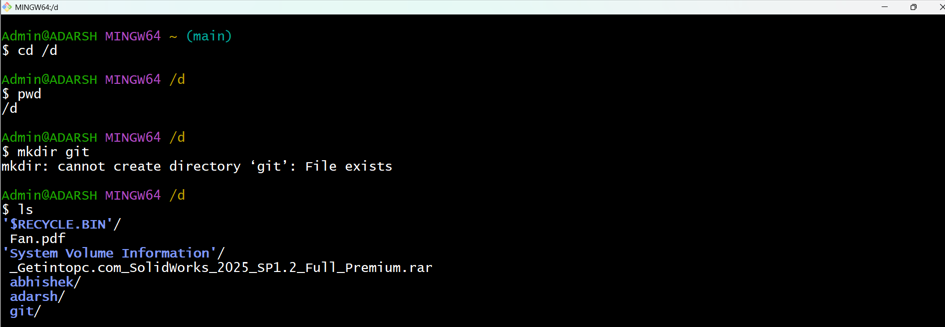 MINGW64:/d
Admin@ADARSH MINGW64 ~ (main)
$ cd /d
Admin@ADARSH MINGW64 /d
$ pwd
/d
Admin@ADARSH MINGW64 /d
$ mkdir git
mkdir: cannot create directory ‘git’: File exists
Admin@ADARSH MINGW64 /d
$ ls
'$RECYCLE.BIN'/
Fan.pdf
'System Volume Information'/
_Getintopc.com_SolidWorks_2025_SP1.2_Full_Premium.rar
abhishek/
adarsh/
git/